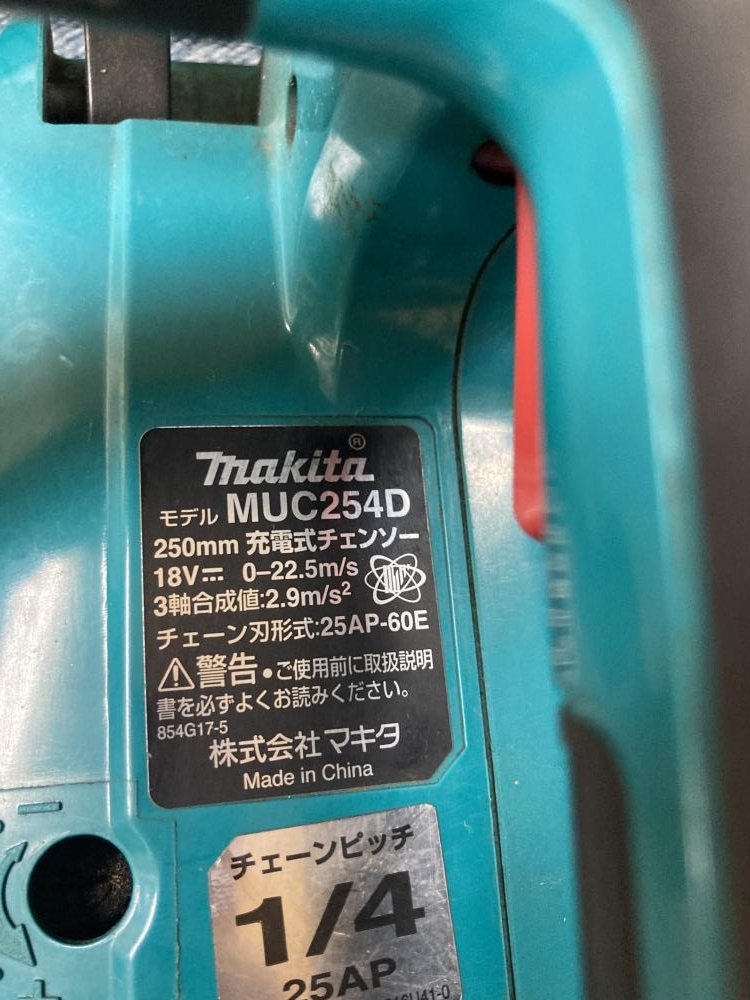 makita®
モデル MUC254D
250mm 充電式チェンソー
18V⎓ 0–22.5m/s
3軸合成値:2.9m/s²
チェーン刃形式:25AP-60E
⚠警告・ご使用前に取扱説明
書を必ずよくお読みください。
854G17-5
株式会社マキタ
Made in China
チェーンピッチ
1/4
25AP